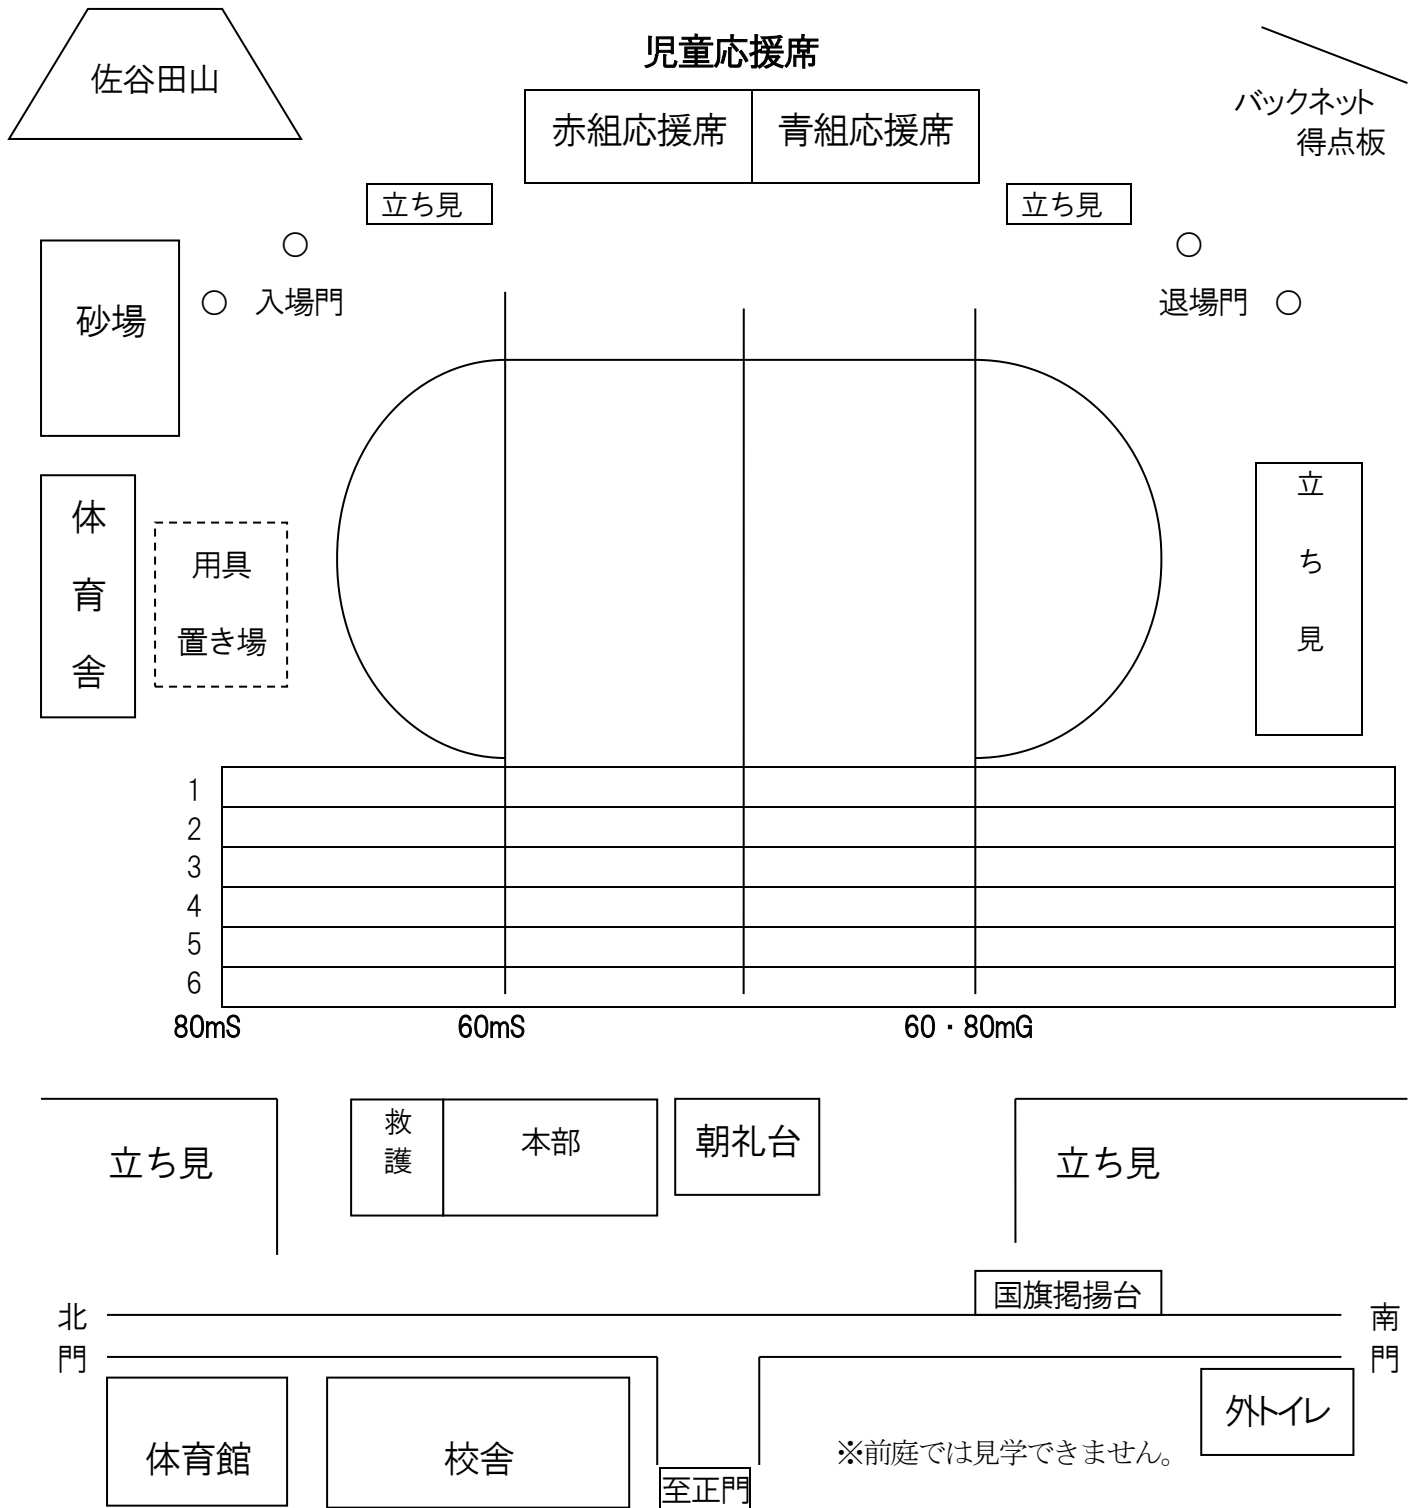 児童応援席
佐谷田山
バックネット
得点板
赤組応援席
青組応援席
立ち見
立ち見
○
○
砂場
○ 入場門
退場門 ○
体
育
舎
用具
置き場
立
ち
見
1
2
3
4
5
6
80mS
60mS
60・80mG
立ち見
救
護
本部
朝礼台
立ち見
国旗掲揚台
北
門
南
門
体育館
校舎
至正門
※前庭では見学できません。
外トイレ